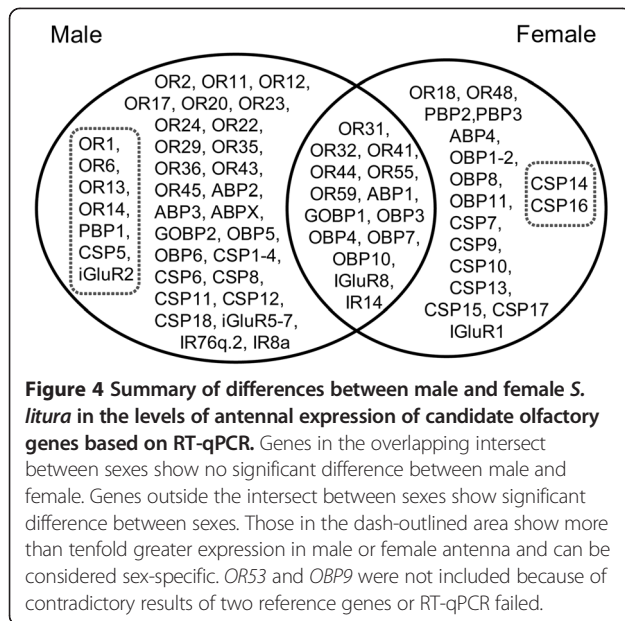 Male
Female
OR1,
OR6,
OR13,
OR14,
PBP1,
CSP5,
iGluR2
OR2, OR11, OR12,
OR17, OR20, OR23,
OR24, OR22,
OR29, OR35,
OR36, OR43,
OR45, ABP2,
ABP3, ABPX,
GOBP2, OBP5,
OBP6, CSP1-4,
CSP6, CSP8,
CSP11, CSP12,
CSP18, iGluR5-7,
IR76q.2, IR8a
OR31,
OR32, OR41,
OR44, OR55,
OR59, ABP1,
GOBP1, OBP3
OBP4, OBP7,
OBP10,
IGluR8,
IR14
OR18, OR48,
PBP2,PBP3
ABP4,
OBP1-2,
OBP8,
OBP11,
CSP7,
CSP9,
CSP10,
CSP13,
CSP15, CSP17
IGluR1
CSP14
CSP16
Figure 4 Summary of differences between male and female S.
litura in the levels of antennal expression of candidate olfactory
genes based on RT-qPCR. Genes in the overlapping intersect
between sexes show no significant difference between male and
female. Genes outside the intersect between sexes show significant
difference between sexes. Those in the dash-outlined area show more
than tenfold greater expression in male or female antenna and can be
considered sex-specific. OR53 and OBP9 were not included because of
contradictory results of two reference genes or RT-qPCR failed.